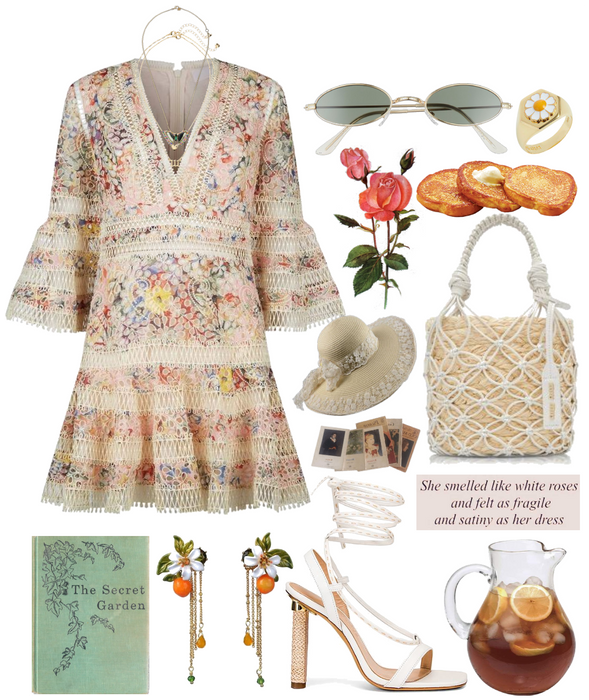 She smelled like white roses
and felt as fragile
and satiny as her dress
The Secret
Garden